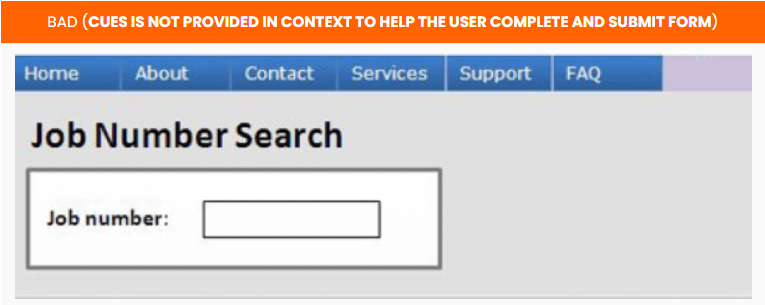 BAD (CUES IS NOT PROVIDED IN CONTEXT TO HELP THE USER COMPLETE AND SUBMIT FORM)
Home About Contact Services Support FAQ
Job Number Search
Job number: